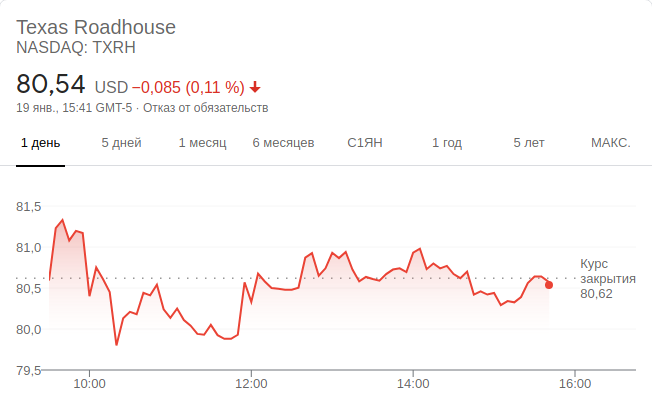 Texas Roadhouse
NASDAQ: TXRH
80,54 USD −0,085 (0,11 %)
19 янв., 15:41 GMT-5 · Отказ от обязательств
1 день 5 дней 1 месяц 6 месяцев С1ЯН 1 год 5 лет МАКС.
81,5
81,0
80,5
80,0
79,5
Курс
закрытия
80,62
10:00 12:00 14:00 16:00